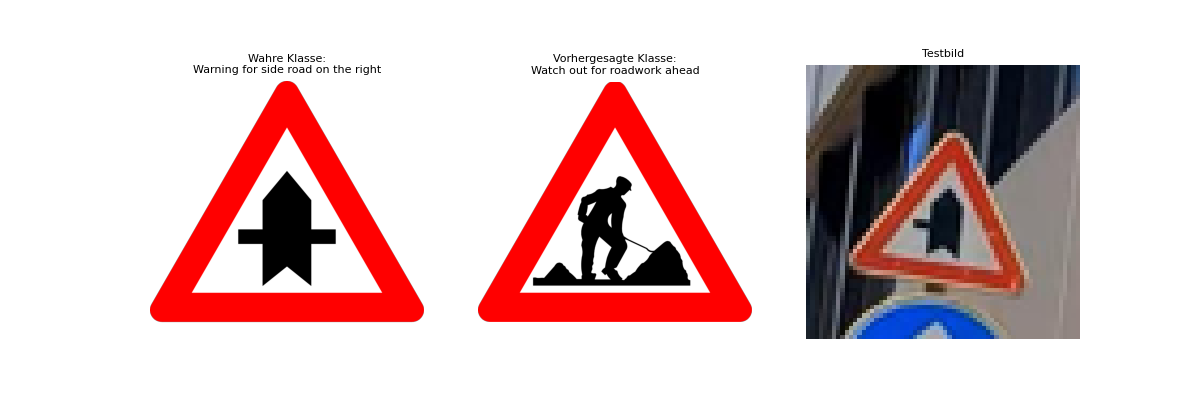 Wahre Klasse:
Warning for side road on the right
Vorhergesagte Klasse:
Watch out for roadwork ahead
Testbild